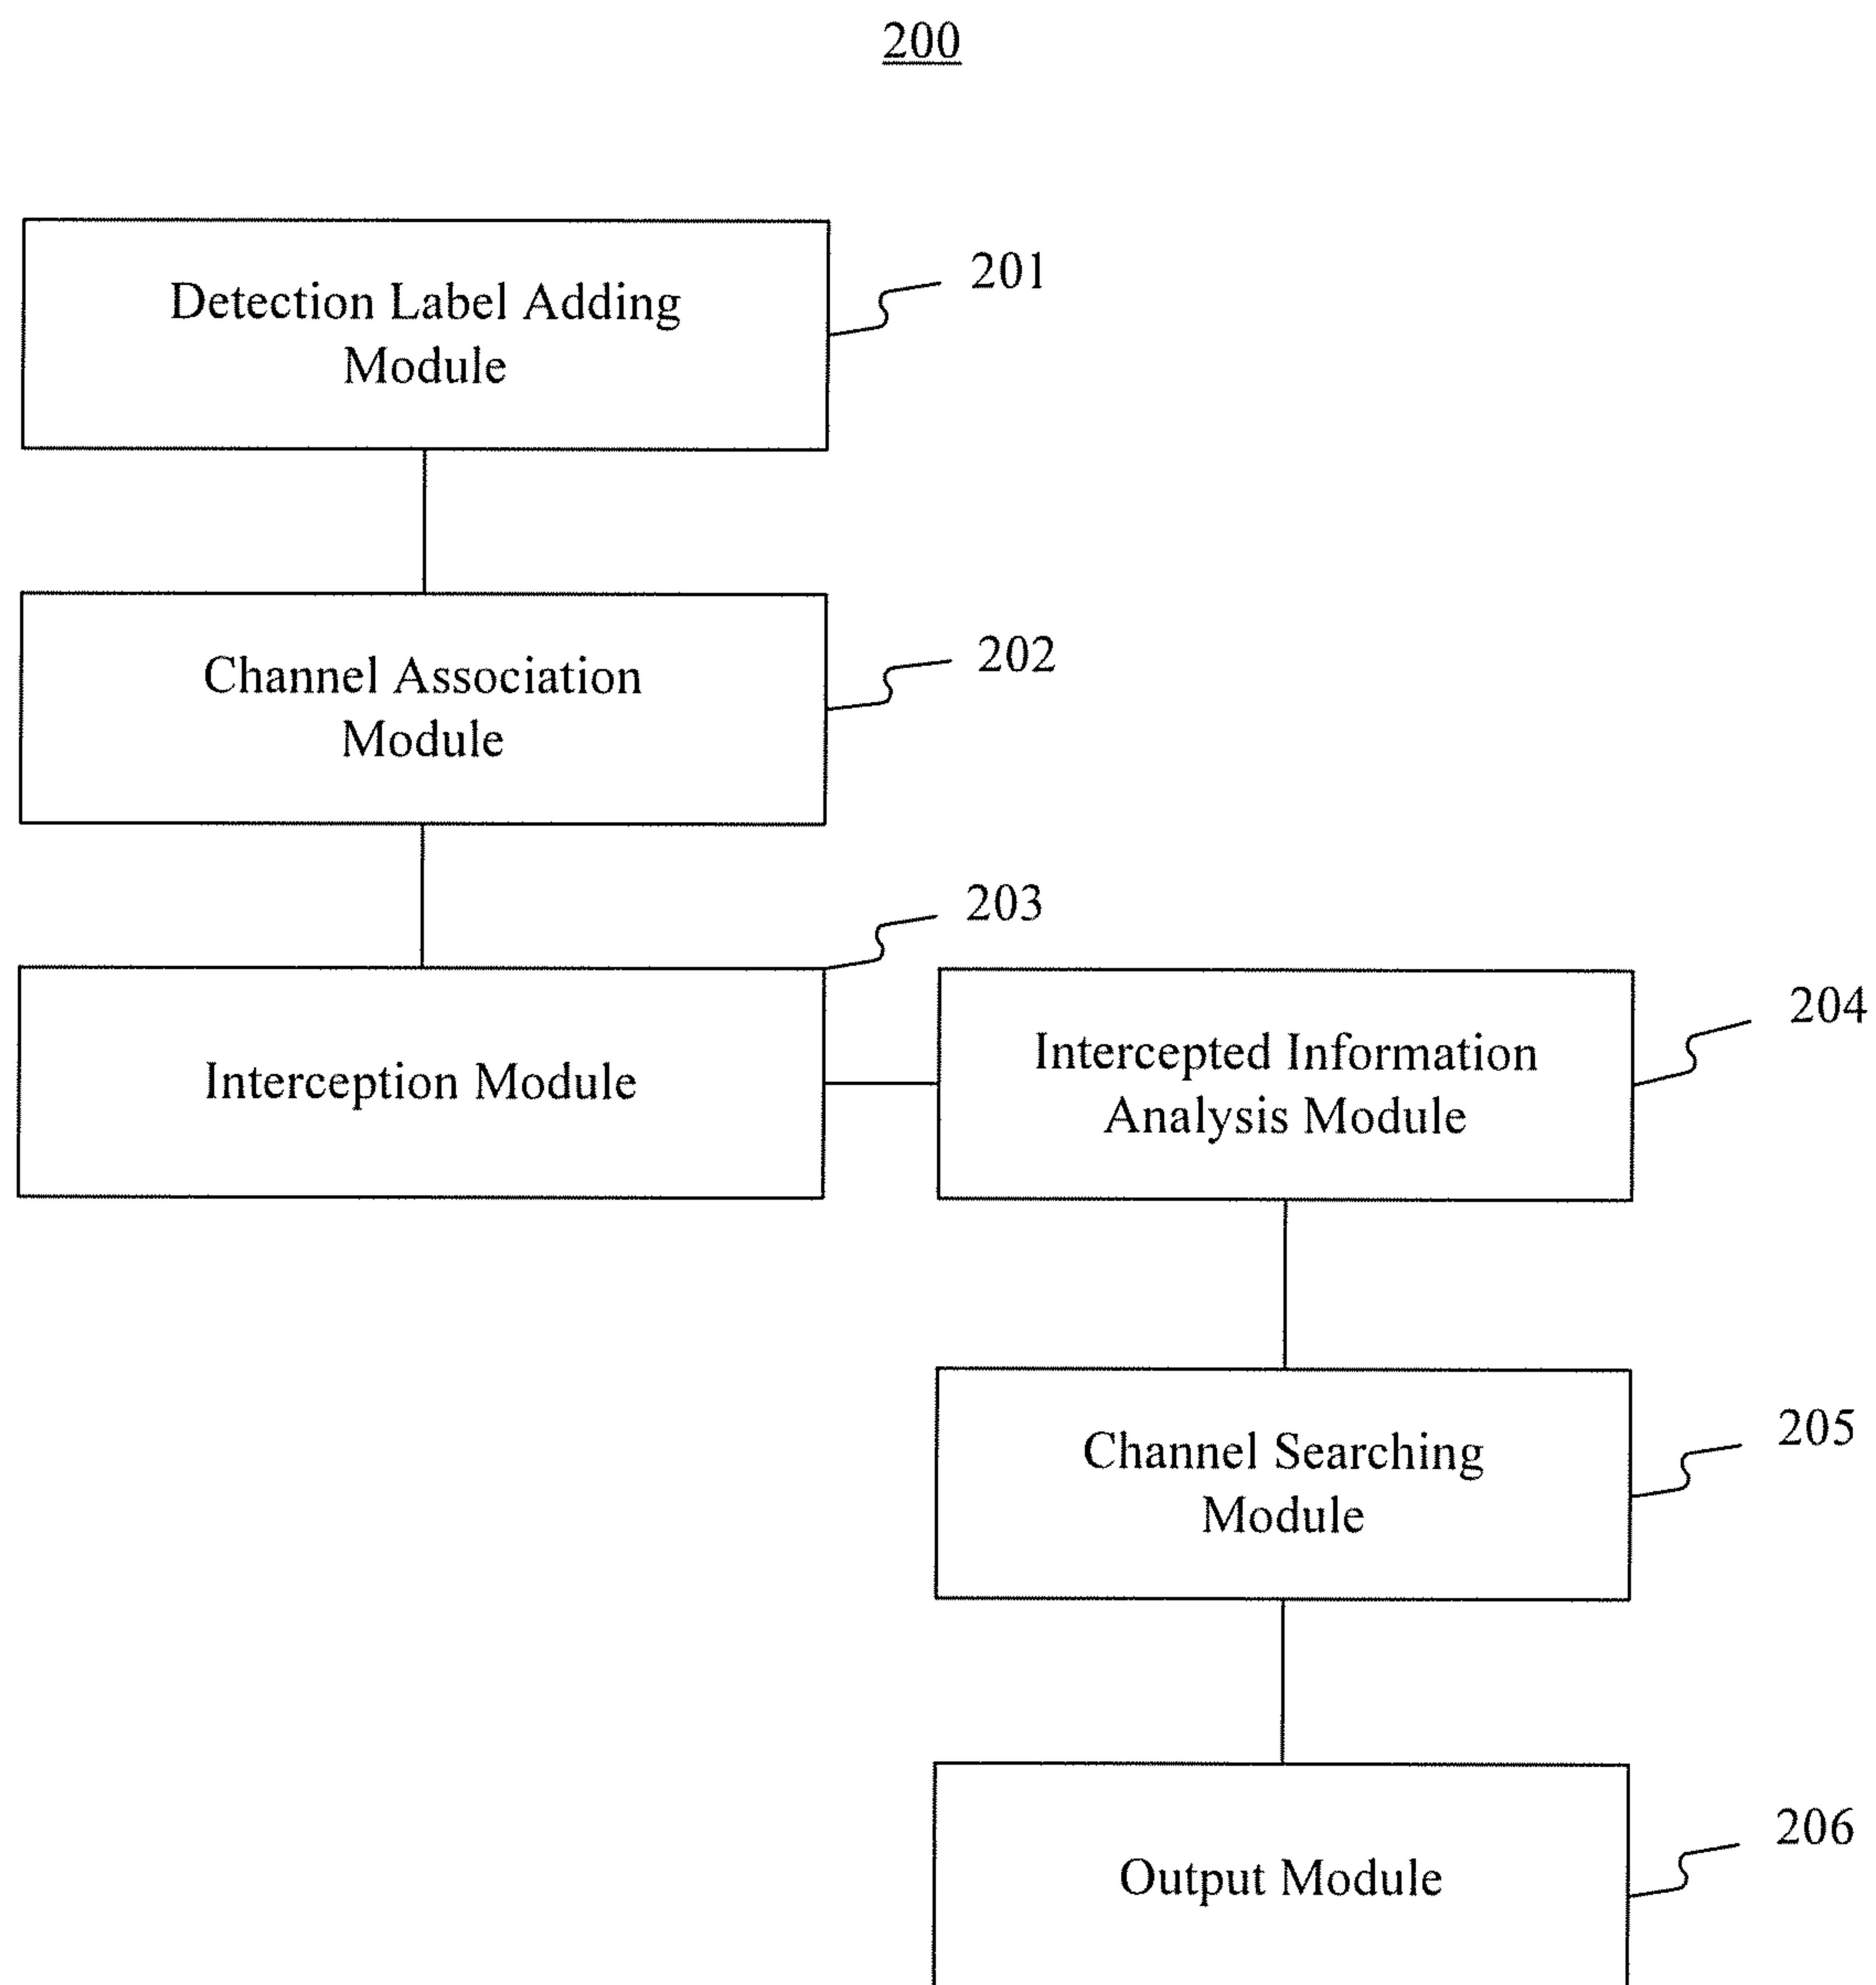 200
Detection Label Adding
Module
201
Channel Association
Module
202
203
Interception Module
Intercepted Information
Analysis Module
204
Channel Searching
Module
205
Output Module
206